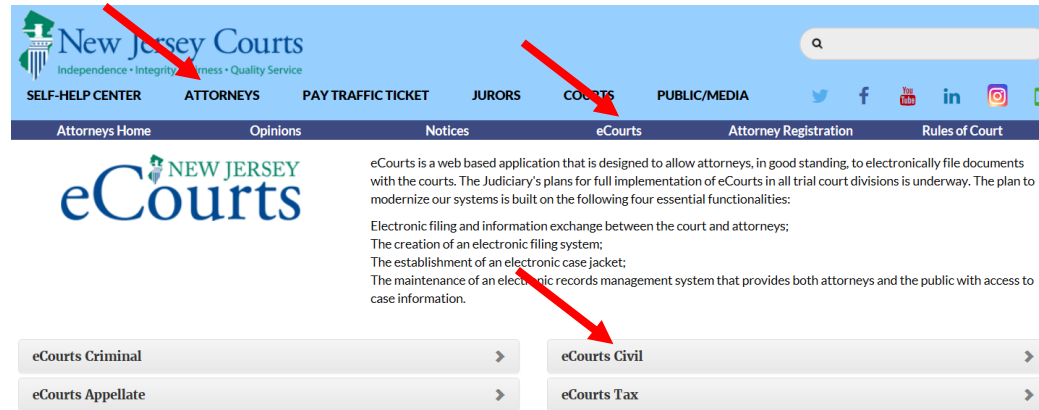 New Jersey Courts
Independence • Integrity • Fairness • Quality Service
SELF-HELP CENTER ATTORNEYS PAY TRAFFIC TICKET JURORS COURTS PUBLIC/MEDIA
You
Tube
in
Attorneys Home Opinions Notices eCourts Attorney Registration Rules of Court
NEW JERSEY
eCourts
eCourts is a web based application that is designed to allow attorneys, in good standing, to electronically file documents
with the courts. The Judiciary's plans for full implementation of eCourts in all trial court divisions is underway. The plan to
modernize our systems is built on the following four essential functionalities:
Electronic filing and information exchange between the court and attorneys;
The creation of an electronic filing system;
The establishment of an electronic case jacket;
The maintenance of an electronic records management system that provides both attorneys and the public with access to
case information.
eCourts Criminal eCourts Civil
eCourts Appellate eCourts Tax